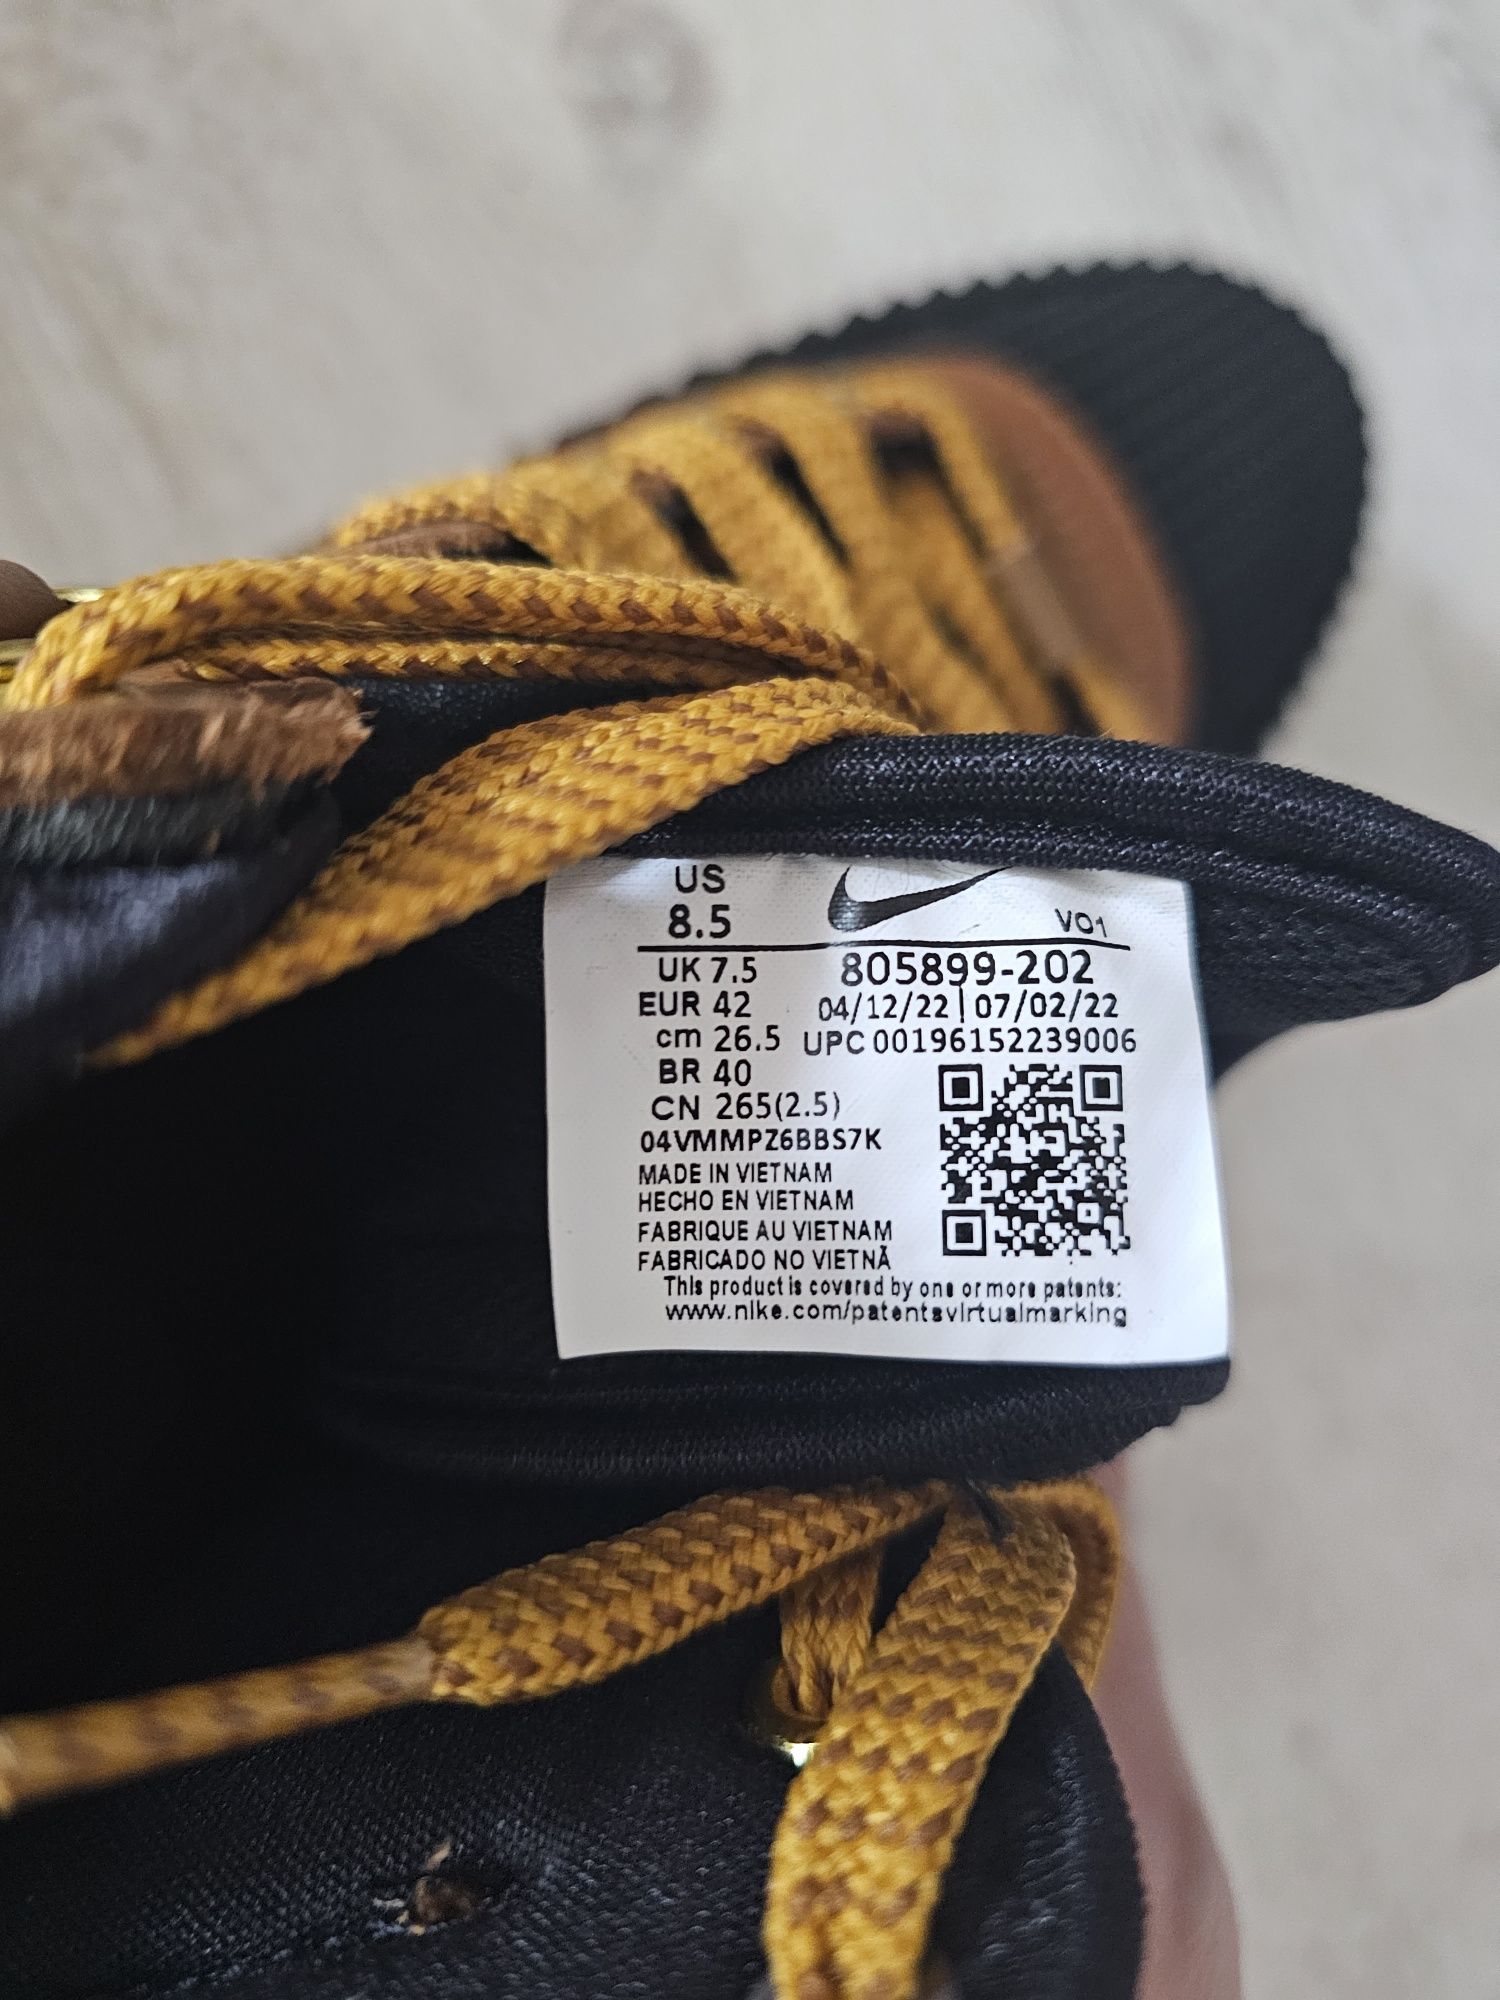 US
8.5 VO1
UK 7.5 805899-202
EUR 42 04/12/22|07/02/22
cm 26.5 UPC 00196152239006
BR 40
CN 265(2.5)
04VMMPZ6BBS7K
MADE IN VIETNAM
HECHO EN VIETNAM
FABRIQUE AU VIETNAM
FABRICADO NO VIETNÃ
This product is covered by one or more patents:
www.nike.com/patentsvirtualmarking